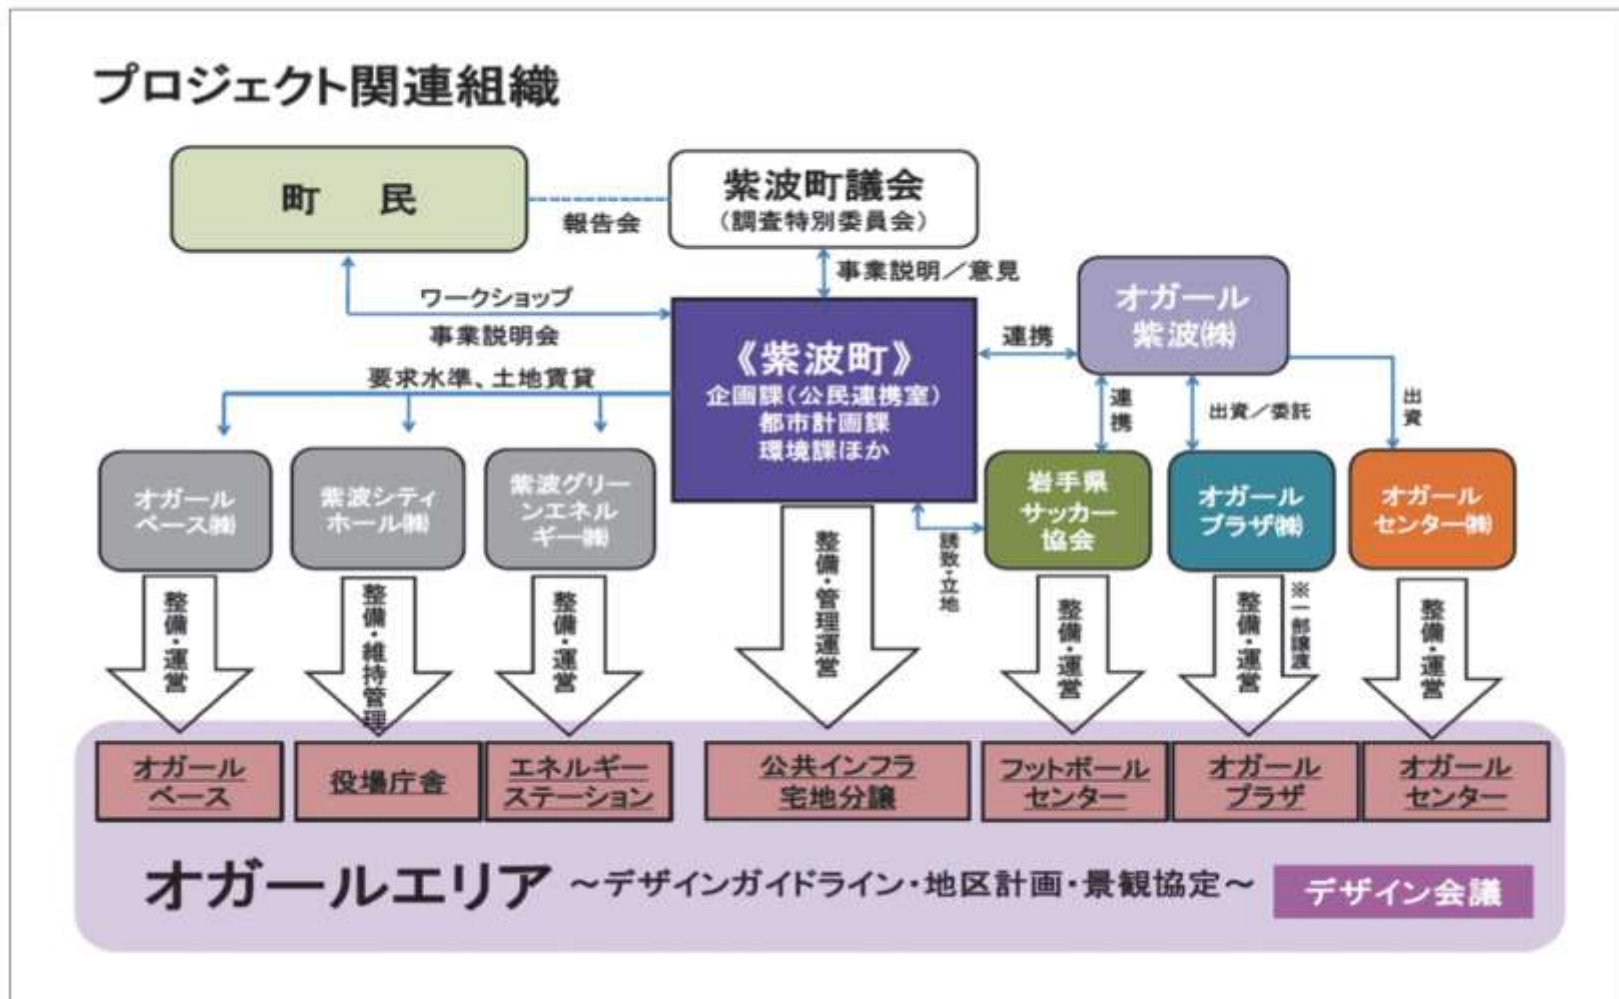 プロジェクト関連組織
町　民
報告会
紫波町議会
（調査特別委員会）
事業説明／意見
ワークショップ
事業説明会
要求水準、土地賃貸
《紫波町》
企画課（公民連携室）
都市計画課
環境課ほか
連携
オガール
紫波㈱
連携
出資／委託
出資
オガール
ベース㈱
紫波シティ
ホール㈱
紫波グリー
ンエネル
ギー㈱
岩手県
サッカー
協会
オガール
プラザ㈱
オガール
センター㈱
誘致・立地
整備・運営
整備・維持管理
整備・運営
整備・管理運営
整備・運営
整備・運営
※一部譲渡
整備・運営
オガール
ベース
役場庁舎
エネルギー
ステーション
公共インフラ
宅地分譲
フットボール
センター
オガール
プラザ
オガール
センター
オガールエリア
～デザインガイドライン・地区計画・景観協定～
デザイン会議